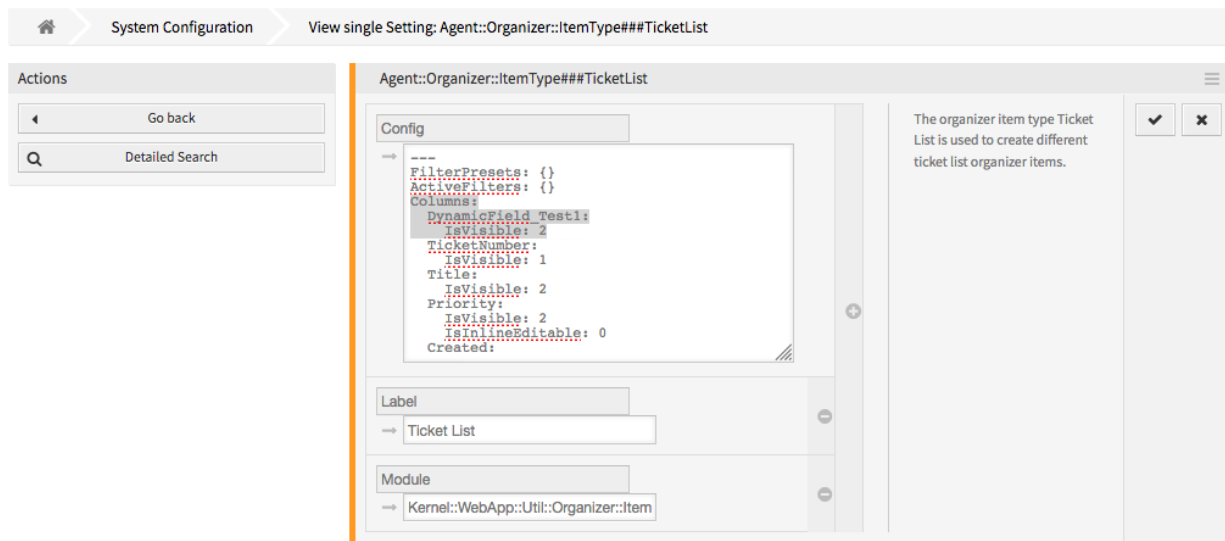 System Configuration
View single Setting: Agent::Organizer::ItemType###TicketList
Actions
Go back
Detailed Search
Agent::Organizer::ItemType###TicketList
Config
---
FilterPresets: {}
ActiveFilters: {}
Columns:
DynamicField_Test1:
IsVisible: 2
TicketNumber:
IsVisible: 1
Title:
IsVisible: 2
Priority:
IsVisible: 2
IsInlineEditable: 0
Created:
Label
Ticket List
Module
Kernel::WebApp::Util::Organizer::Item
The organizer item type Ticket
List is used to create different
ticket list organizer items.